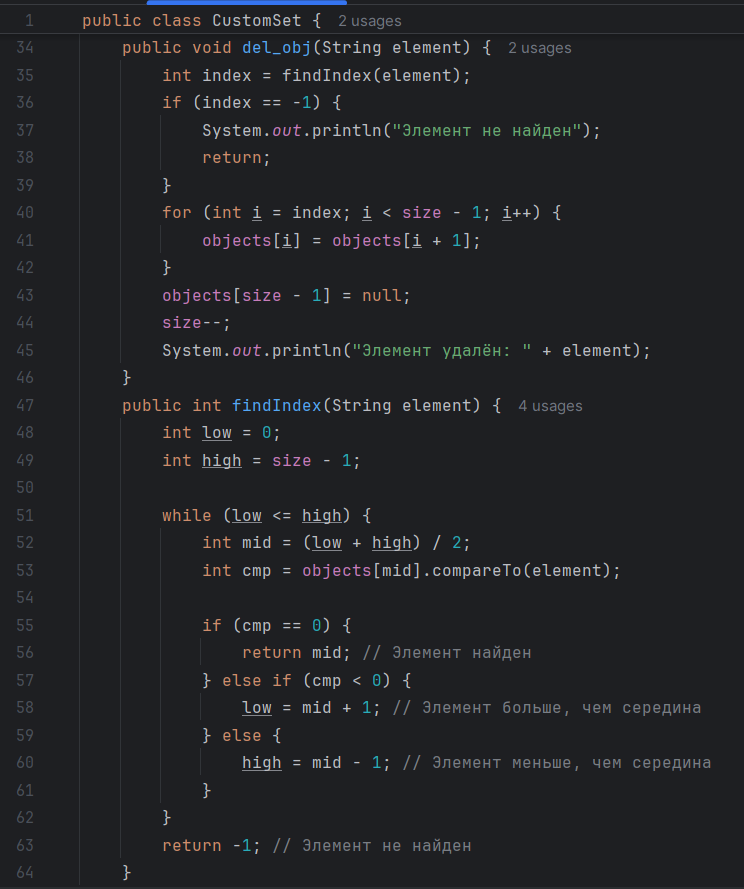 1 public class CustomSet { 2 usages
34 public void del_obj(String element) { 2 usages
35 int index = findIndex(element);
36 if (index == -1) {
37 System.out.println("Элемент не найден");
38 return;
39 }
40 for (int i = index; i < size - 1; i++) {
41 objects[i] = objects[i + 1];
42 }
43 objects[size - 1] = null;
44 size--;
45 System.out.println("Элемент удалён: " + element);
46 }
47 public int findIndex(String element) { 4 usages
48 int low = 0;
49 int high = size - 1;
50
51 while (low <= high) {
52 int mid = (low + high) / 2;
53 int cmp = objects[mid].compareTo(element);
54
55 if (cmp == 0) {
56 return mid; // Элемент найден
57 } else if (cmp < 0) {
58 low = mid + 1; // Элемент больше, чем середина
59 } else {
60 high = mid - 1; // Элемент меньше, чем середина
61 }
62 }
63 return -1; // Элемент не найден
64 }